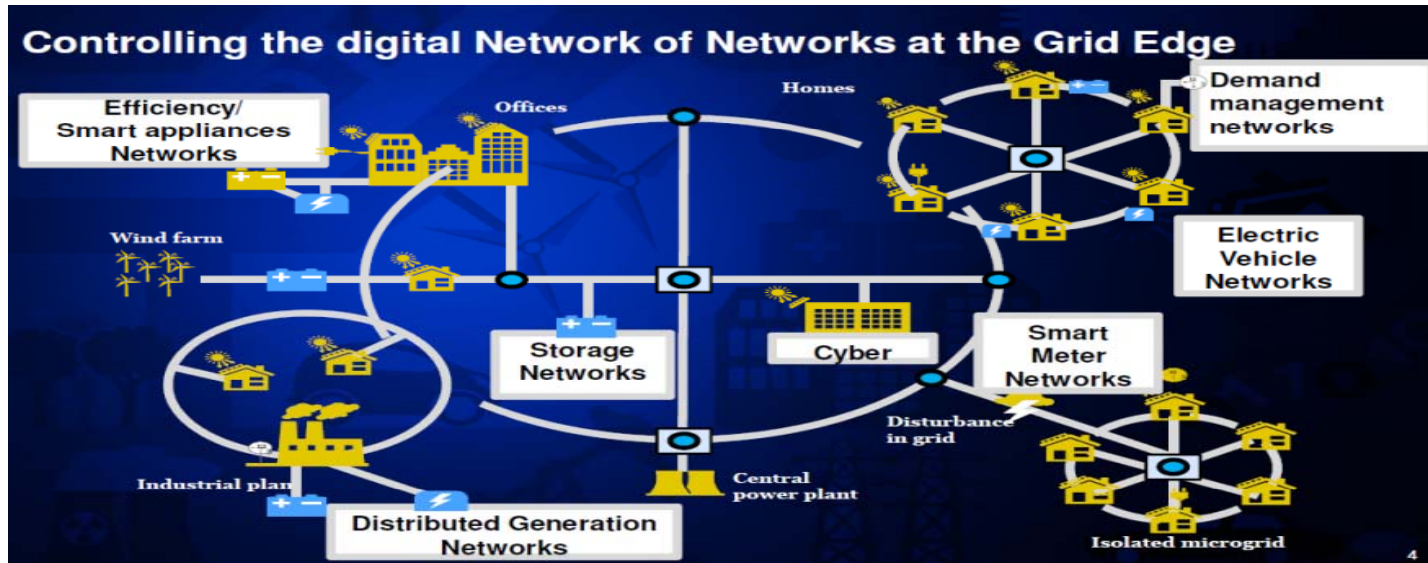 Controlling the digital Network of Networks at the Grid Edge
Efficiency/
Smart appliances
Networks
Offices
Homes
Demand
management
networks
Wind farm
Electric
Vehicle
Networks
Storage
Networks
Cyber
Smart
Meter
Networks
Disturbance
in grid
Industrial plan
Central
power plant
Distributed Generation
Networks
Isolated microgrid
4